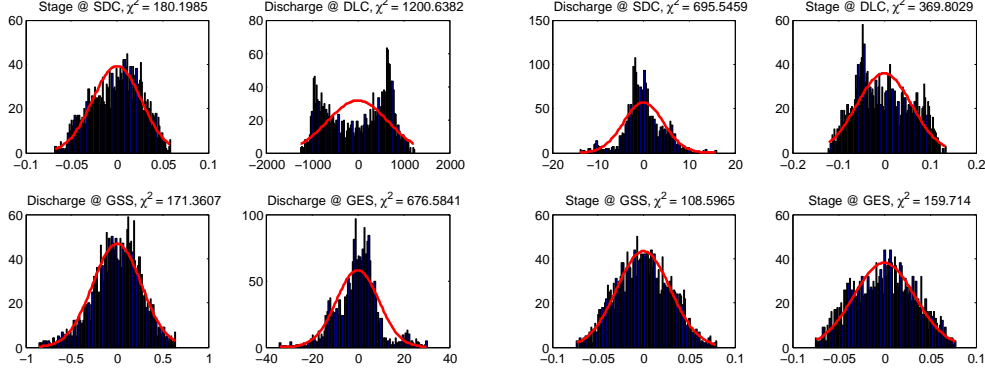 Stage @ SDC, χ² = 180.1985
Discharge @ DLC, χ² = 1200.6382
Discharge @ SDC, χ² = 695.5459
Stage @ DLC, χ² = 369.8029
60
40
20
0
−0.1 −0.05 0 0.05 0.1
80
60
40
20
0
−2000 −1000 0 1000 2000
150
100
50
0
−20 −10 0 10 20
60
40
20
0
−0.2 −0.1 0 0.1 0.2
Discharge @ GSS, χ² = 171.3607
Discharge @ GES, χ² = 676.5841
Stage @ GSS, χ² = 108.5965
Stage @ GES, χ² = 159.714
60
40
20
0
−1 −0.5 0 0.5 1
100
50
0
−40 −20 0 20 40
60
40
20
0
−0.1 −0.05 0 0.05 0.1
60
40
20
0
−0.1 −0.05 0 0.05 0.1